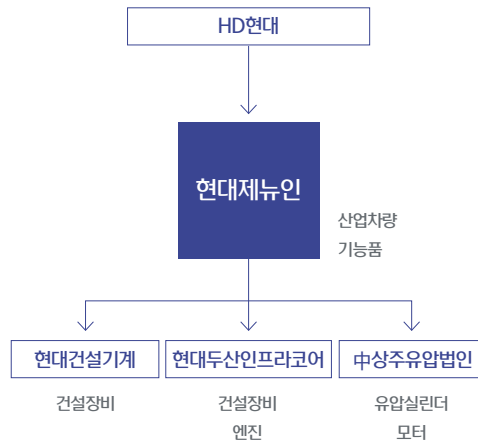 HD현대
현대제뉴인
산업차량
기능품
현대건설기계
현대두산인프라코어
中상주유압법인
건설장비
건설장비
엔진
유압실린더
모터